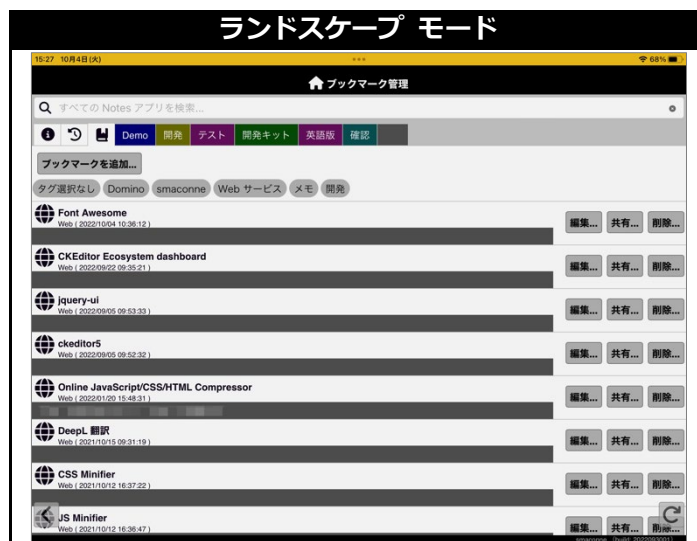 ランドスケープ モード
15:27 10月4日(火)
68%
ブックマーク管理
すべての Notes アプリを検索...
Demo 開発 テスト 開発キット 英語版 確認
ブックマークを追加...
タグ選択なし Domino smaconne Web サービス メモ 開発
Font Awesome
Web ( 2022/10/04 10:36:12 )
編集... 共有... 削除...
CKEditor Ecosystem dashboard
Web ( 2022/09/22 09:35:21 )
編集... 共有... 削除...
jquery-ui
Web ( 2022/09/05 09:53:33 )
編集... 共有... 削除...
ckeditor5
Web ( 2022/09/05 09:52:32 )
編集... 共有... 削除...
Online JavaScript/CSS/HTML Compressor
Web ( 2022/01/20 15:48:31 )
編集... 共有... 削除...
DeepL 翻訳
Web ( 2021/10/15 09:31:19 )
編集... 共有... 削除...
CSS Minifier
Web ( 2021/10/12 16:37:22 )
編集... 共有... 削除...
JS Minifier
Web ( 2021/10/12 16:36:47 )
編集... 共有... 削除...
smaconne [build: 2022093001]